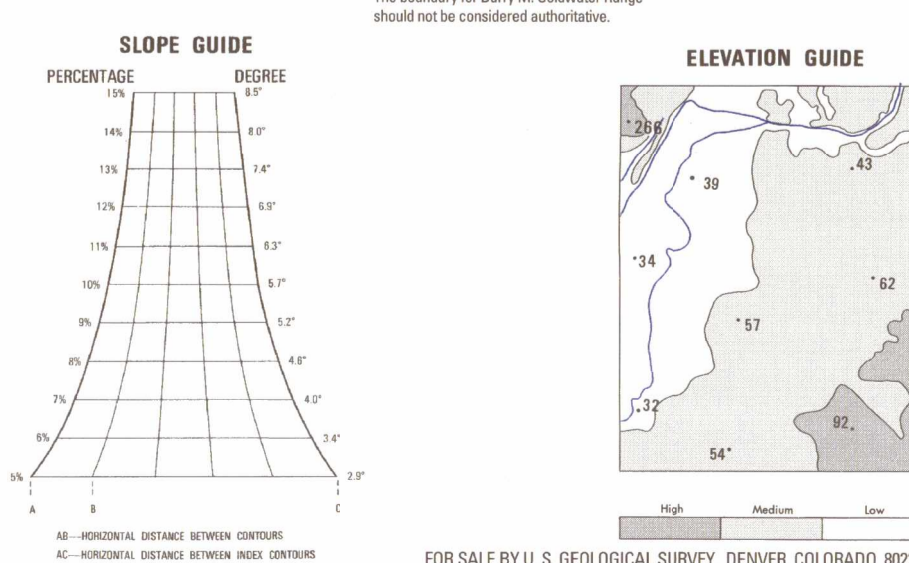 should not be considered authoritative.
SLOPE GUIDE
PERCENTAGE DEGREE
15% 8.5°
14% 8.0°
13% 7.4°
12% 6.9°
11% 6.3°
10% 5.7°
9% 5.2°
8% 4.6°
7% 4.0°
6% 3.4°
5% 2.9°
A B C
AB—HORIZONTAL DISTANCE BETWEEN CONTOURS
AC—HORIZONTAL DISTANCE BETWEEN INDEX CONTOURS
ELEVATION GUIDE
266
43
39
34
62
57
32
92
54
High Medium Low
FOR SALE BY U. S. GEOLOGICAL SURVEY, DENVER, COLORADO